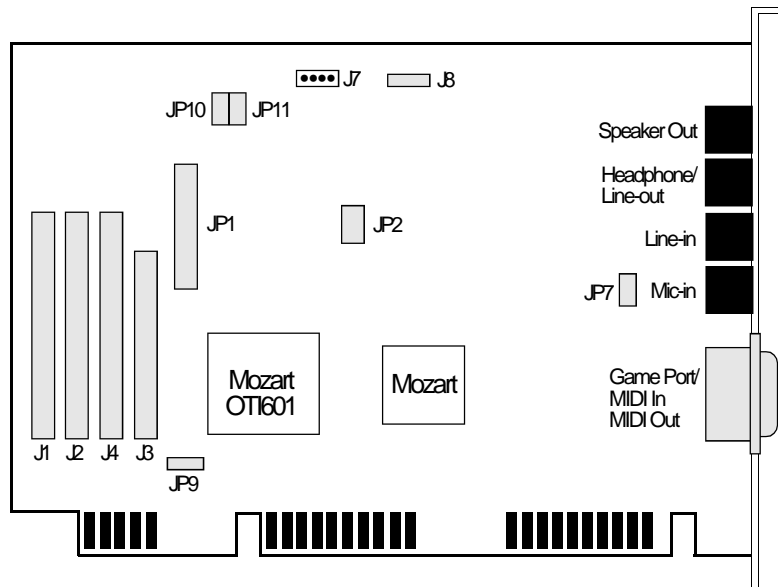 J7
J8
JP10
JP11
Speaker Out
Headphone/
Line-out
JP1
JP2
Line-in
JP7
Mic-in
Mozart
OTI601
Mozart
Game Port/
MIDI In
MIDI Out
J1
J2
J4
J3
JP9